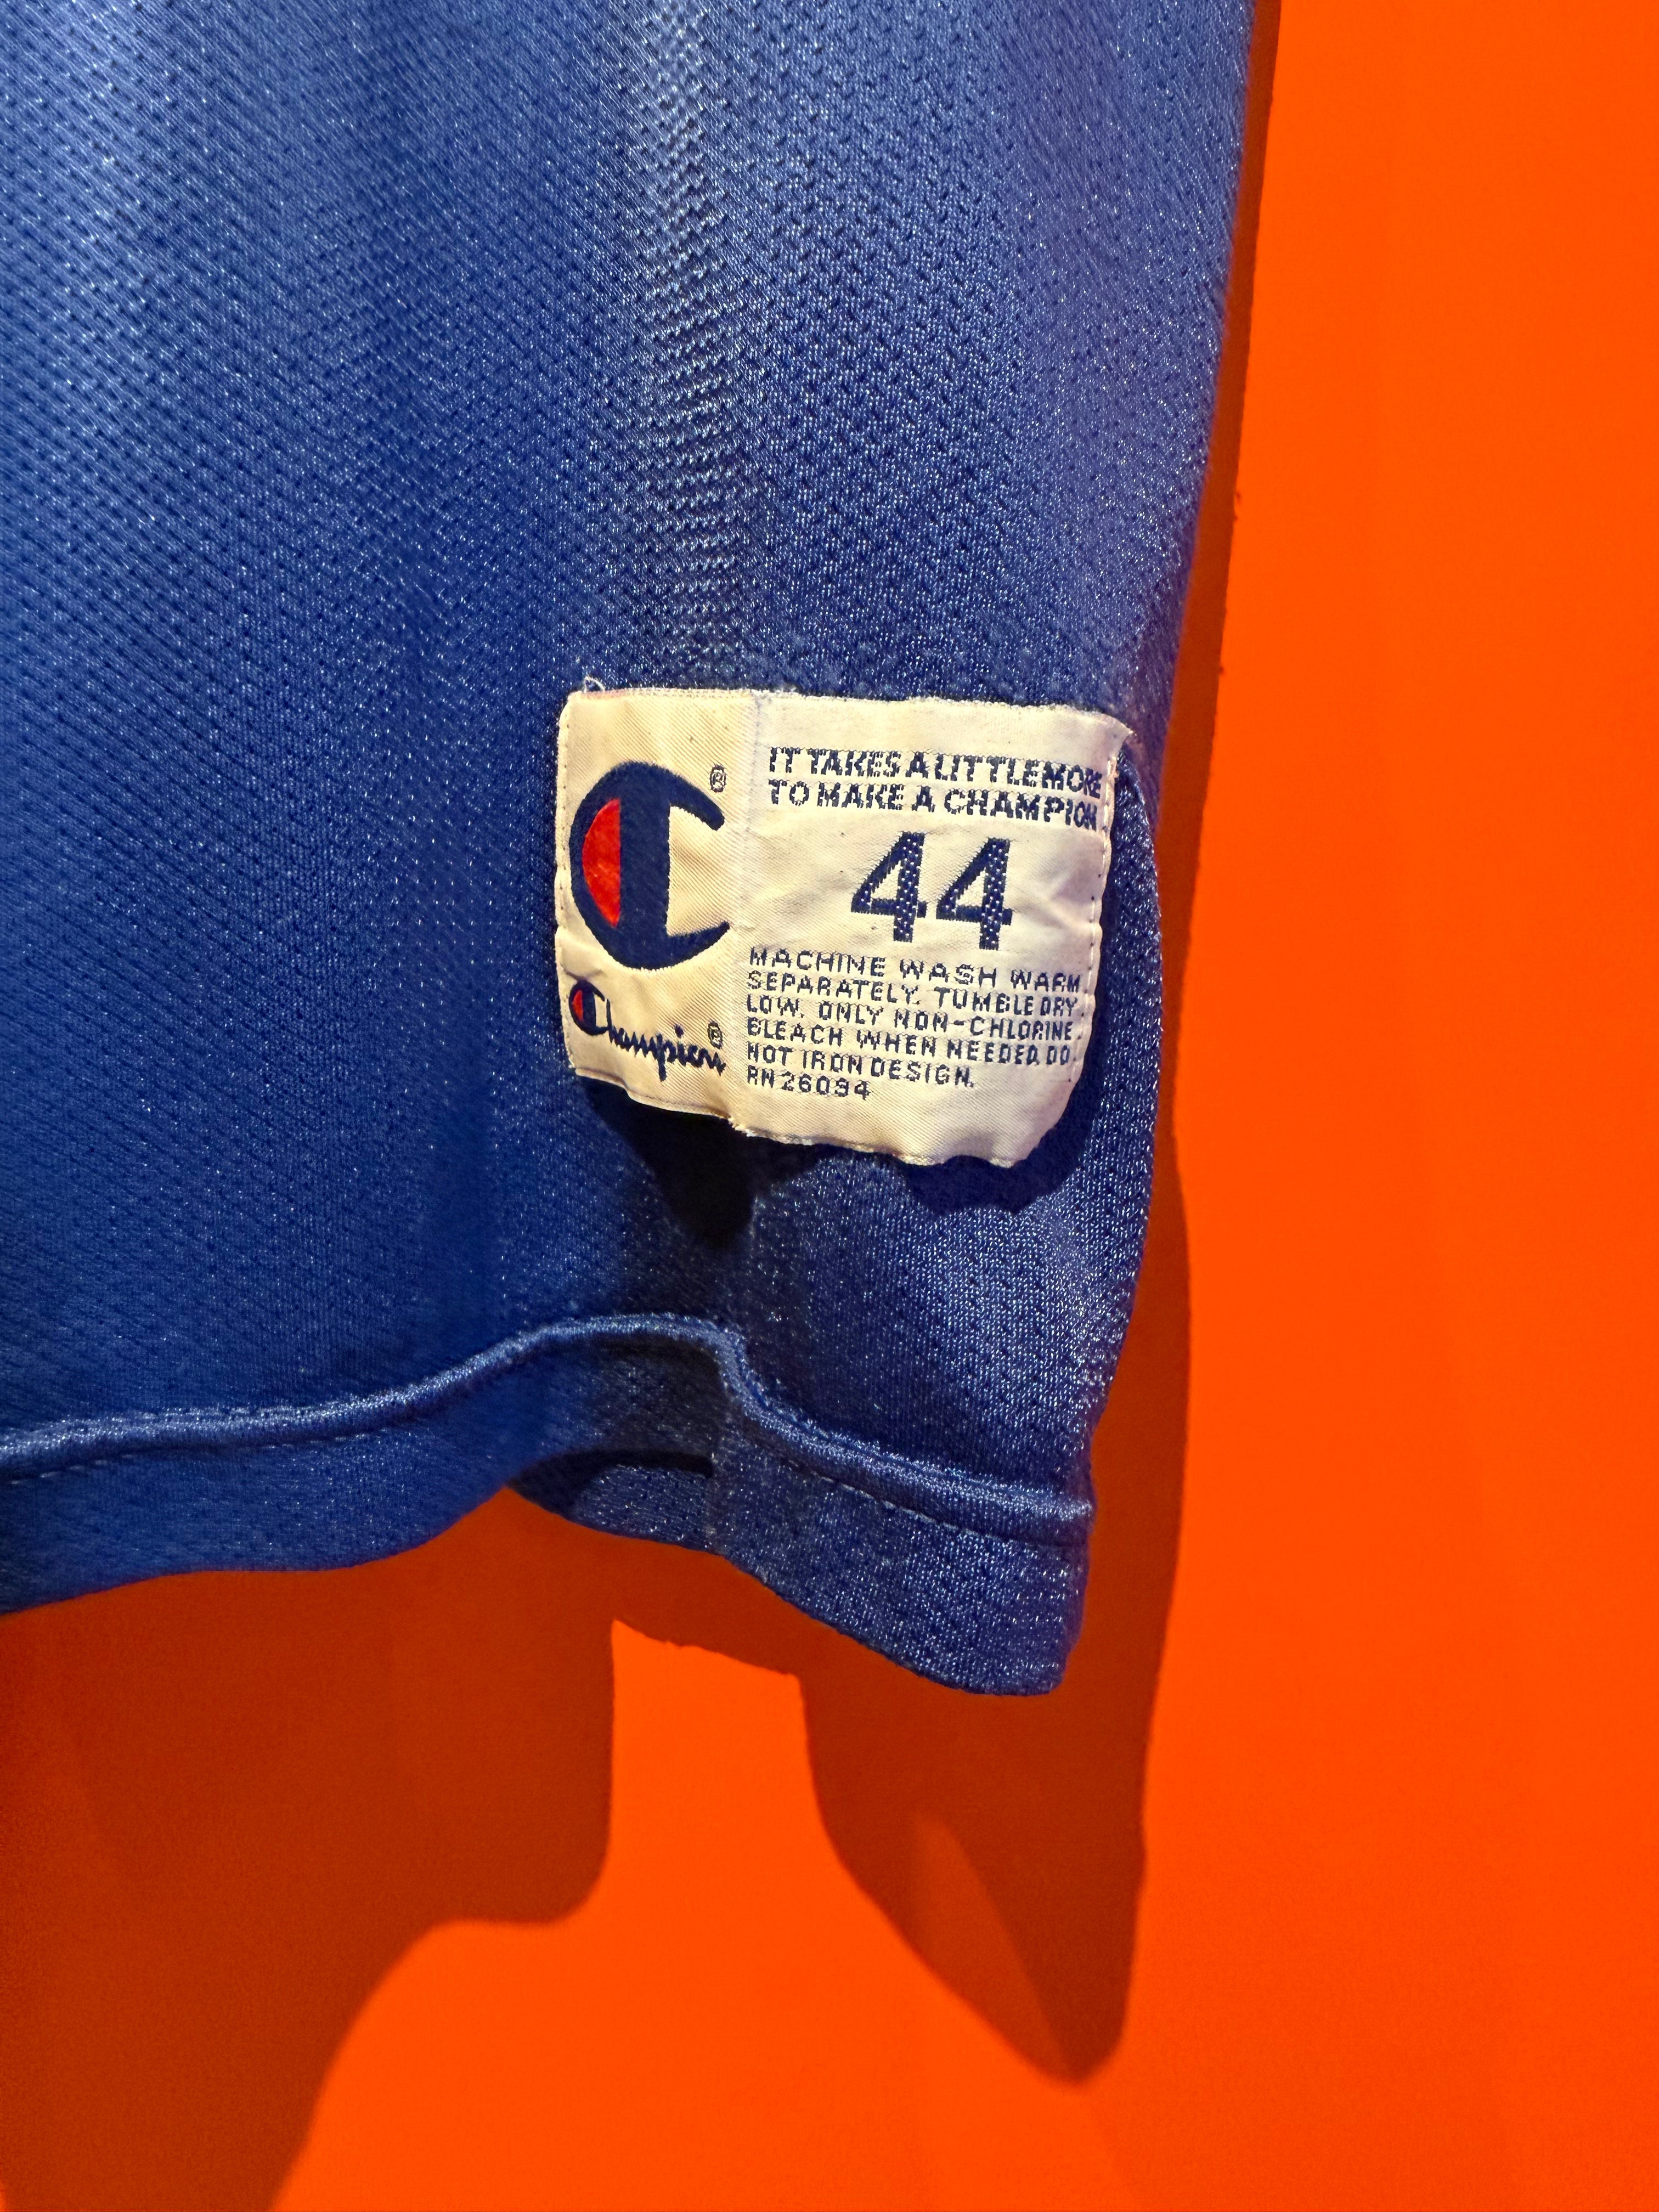 ®
IT TAKES A LITTLE MORE
TO MAKE A CHAMPION
44
Champion®
MACHINE WASH WARM
SEPARATELY. TUMBLE DRY
LOW. ONLY NON-CHLORINE
BLEACH WHEN NEEDED. DO
NOT IRON DESIGN.
RN 26094